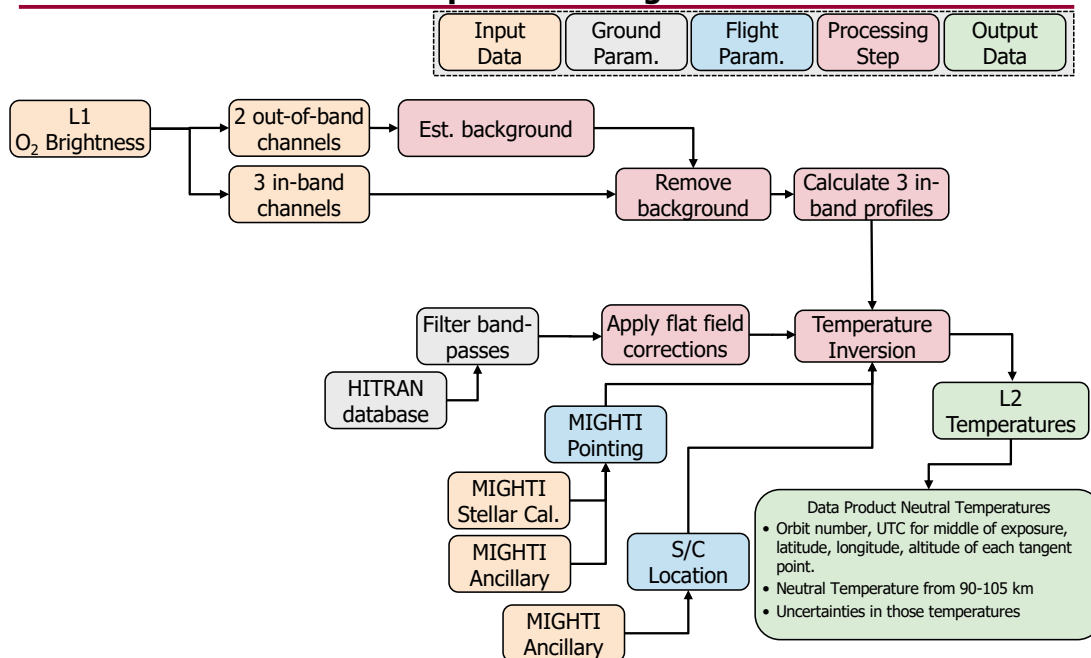 Input
Data
Ground
Param.
Flight
Param.
Processing
Step
Output
Data
L1
O₂ Brightness
2 out-of-band
channels
Est. background
3 in-band
channels
Remove
background
Calculate 3 in-
band profiles
Filter band-
passes
Apply flat field
corrections
Temperature
Inversion
HITRAN
database
MIGHTI
Pointing
L2
Temperatures
MIGHTI
Stellar Cal.
MIGHTI
Ancillary
S/C
Location
MIGHTI
Ancillary
Data Product Neutral Temperatures
• Orbit number, UTC for middle of exposure,
latitude, longitude, altitude of each tangent
point.
• Neutral Temperature from 90-105 km
• Uncertainties in those temperatures